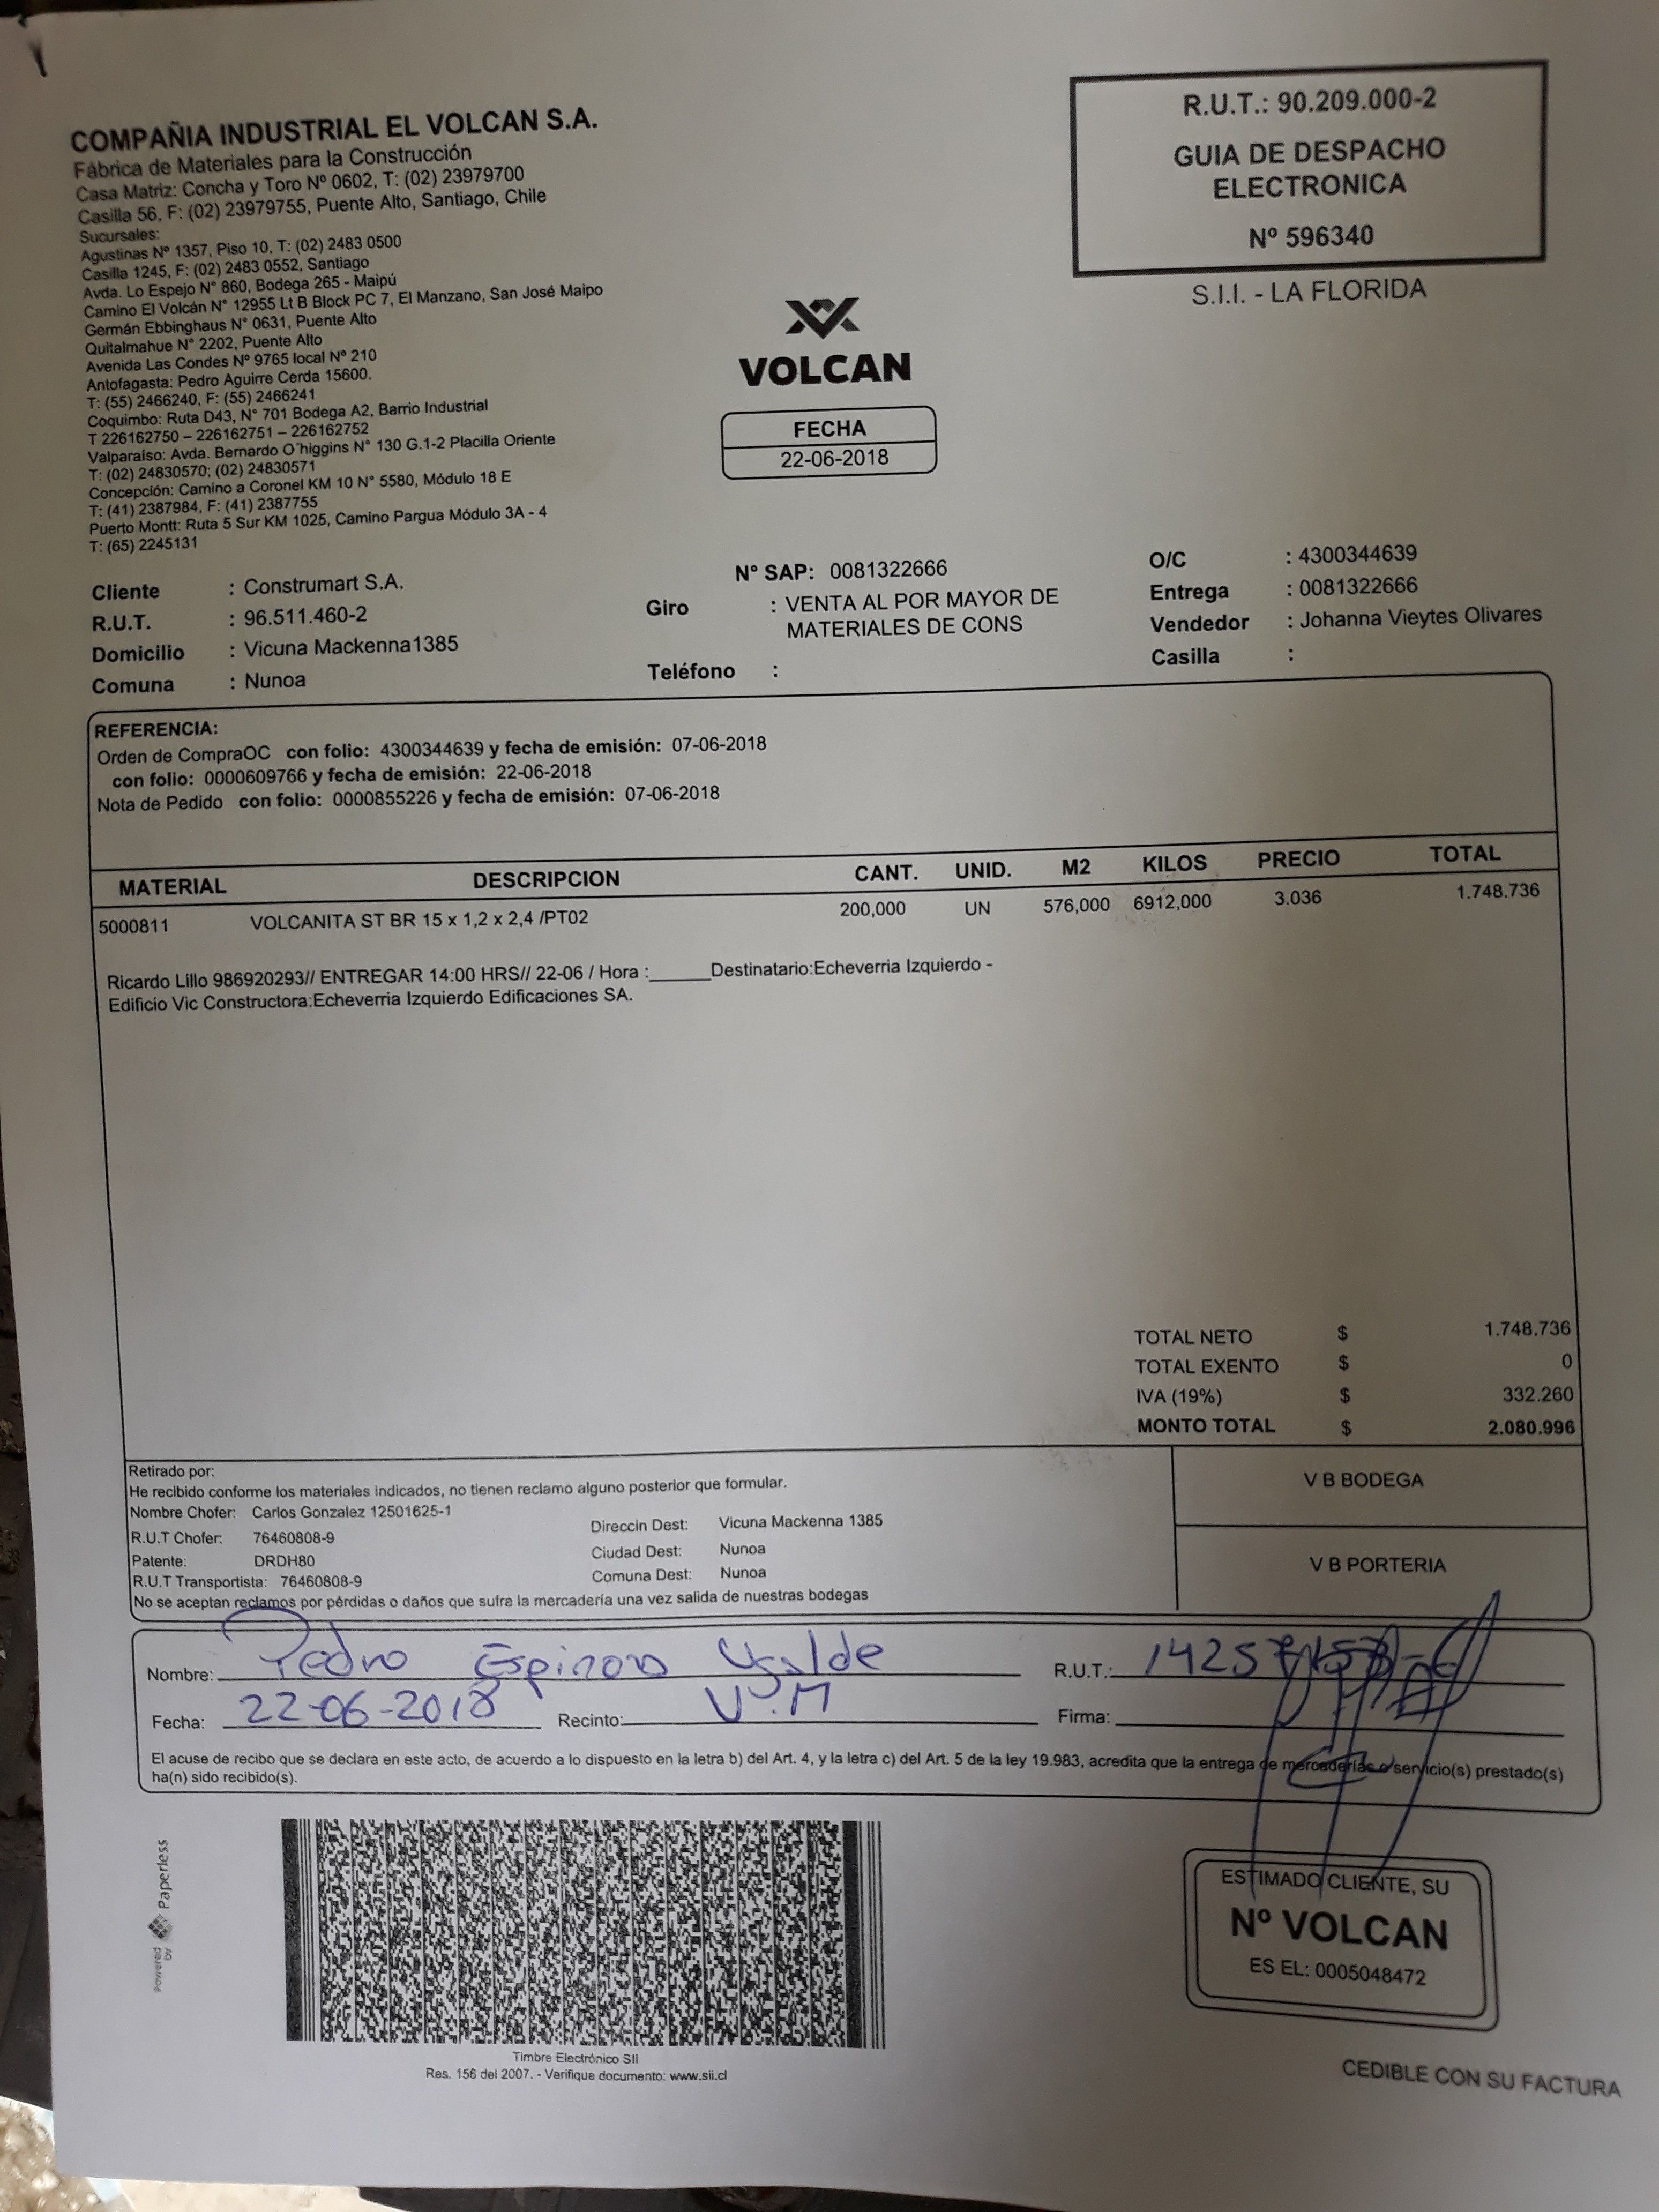 COMPAÑIA INDUSTRIAL EL VOLCAN S.A.
Fábrica de Materiales para la Construcción
Casa Matriz: Concha y Toro Nº 0602, T: (02) 23979700
Casilla 56, F: (02) 23979755, Puente Alto, Santiago, Chile
Sucursales:
Agustinas Nº 1357, Piso 10, T: (02) 2483 0500
Casilla 1245, F: (02) 2483 0552, Santiago
Avda. Lo Espejo N° 860, Bodega 265 - Maipú
Camino El Volcán N° 12955 Lt B Block PC 7, El Manzano, San José Maipo
Germán Ebbinghaus N° 0631, Puente Alto
Quitalmahue N° 2202, Puente Alto
Avenida Las Condes Nº 9765 local Nº 210
Antofagasta: Pedro Aguirre Cerda 15600.
T: (55) 2466240, F: (55) 2466241
Coquimbo: Ruta D43, N° 701 Bodega A2, Barrio Industrial
T 226162750 – 226162751 – 226162752
Valparaiso: Avda. Bernardo O´higgins N° 130 G.1-2 Placilla Oriente
T: (02) 24830570; (02) 24830571
Concepción: Camino a Coronel KM 10 N° 5580, Módulo 18 E
T: (41) 2387984, F: (41) 2387755
Puerto Montt: Ruta 5 Sur KM 1025, Camino Pargua Módulo 3A - 4
T: (65) 2245131
VOLCAN
FECHA
22-06-2018
R.U.T.: 90.209.000-2
GUIA DE DESPACHO
ELECTRONICA
Nº 596340
S.I.I. - LA FLORIDA
Cliente : Construmart S.A.
R.U.T. : 96.511.460-2
Domicilio : Vicuna Mackenna1385
Comuna : Nunoa
Nº SAP: 0081322666
Giro : VENTA AL POR MAYOR DE
MATERIALES DE CONS
Teléfono :
O/C : 4300344639
Entrega : 0081322666
Vendedor : Johanna Vieytes Olivares
Casilla :
REFERENCIA:
Orden de CompraOC con folio: 4300344639 y fecha de emisión: 07-06-2018
con folio: 0000609766 y fecha de emisión: 22-06-2018
Nota de Pedido con folio: 0000855226 y fecha de emisión: 07-06-2018
MATERIAL DESCRIPCION CANT. UNID. M2 KILOS PRECIO TOTAL
5000811 VOLCANITA ST BR 15 x 1,2 x 2,4 /PT02 200,000 UN 576,000 6912,000 3.036 1.748.736
Ricardo Lillo 986920293// ENTREGAR 14:00 HRS// 22-06 / Hora :______Destinatario:Echeverria Izquierdo -
Edificio Vic Constructora:Echeverria Izquierdo Edificaciones SA.
TOTAL NETO $ 1.748.736
TOTAL EXENTO $ 0
IVA (19%) $ 332.260
MONTO TOTAL $ 2.080.996
Retirado por:
He recibido conforme los materiales indicados, no tienen reclamo alguno posterior que formular.
Nombre Chofer: Carlos Gonzalez 12501625-1
R.U.T Chofer: 76460808-9
Patente: DRDH80
R.U.T Transportista: 76460808-9
Direccin Dest: Vicuna Mackenna 1385
Ciudad Dest: Nunoa
Comuna Dest: Nunoa
No se aceptan reclamos por pérdidas o daños que sufra la mercadería una vez salida de nuestras bodegas
V B BODEGA
V B PORTERIA
Nombre: Pedro Espinoza Ugalde R.U.T.:
Fecha: 22-06-2018 Recinto: V.M Firma:
El acuse de recibo que se declara en este acto, de acuerdo a lo dispuesto en la letra b) del Art. 4, y la letra c) del Art. 5 de la ley 19.983, acredita que la entrega de mercaderías o servicio(s) prestado(s)
ha(n) sido recibido(s).
Powered by Paperless
Timbre Electrónico SII
Res. 156 del 2007. - Verifique documento: www.sii.cl
ESTIMADO CLIENTE, SU
Nº VOLCAN
ES EL: 0005048472
CEDIBLE CON SU FACTURA